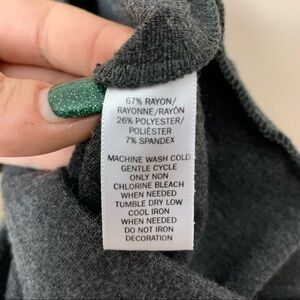 67% RAYON/
RAYONNE/RAYÓN
26% POLYESTER/
POLIÉSTER
7% SPANDEX
MACHINE WASH COLD
GENTLE CYCLE
ONLY NON
CHLORINE BLEACH
WHEN NEEDED
TUMBLE DRY LOW
COOL IRON
WHEN NEEDED
DO NOT IRON
DECORATION